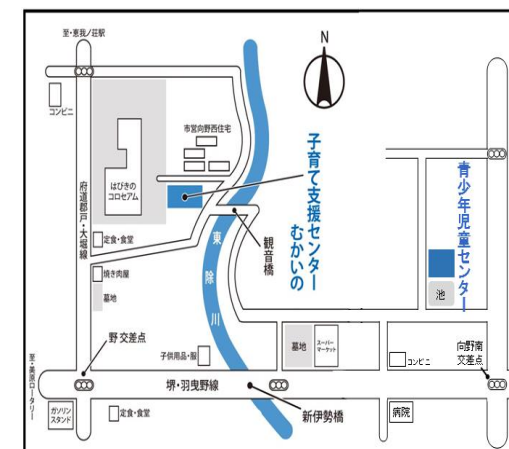 至・恵我ノ荘駅
N
コンビニ
市営向野西住宅
はびきの
コロセアム
子育て支援センター
むかいの
青少年児童センター
府道郡戸・大堀線
定食・食堂
観音橋
東除川
焼き肉屋
墓地
池
野 交差点
子供用品・服
墓地
スーパー
マーケット
コンビニ
向野南
交差点
至・美原ロータリー
堺・羽曳野線
ガソリン
スタンド
定食・食堂
新伊勢橋
病院